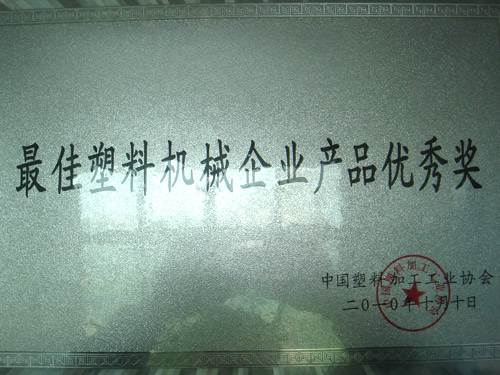 最佳塑料机械企业产品优秀奖
中国塑料加工工业协会
二〇一〇年十月十日